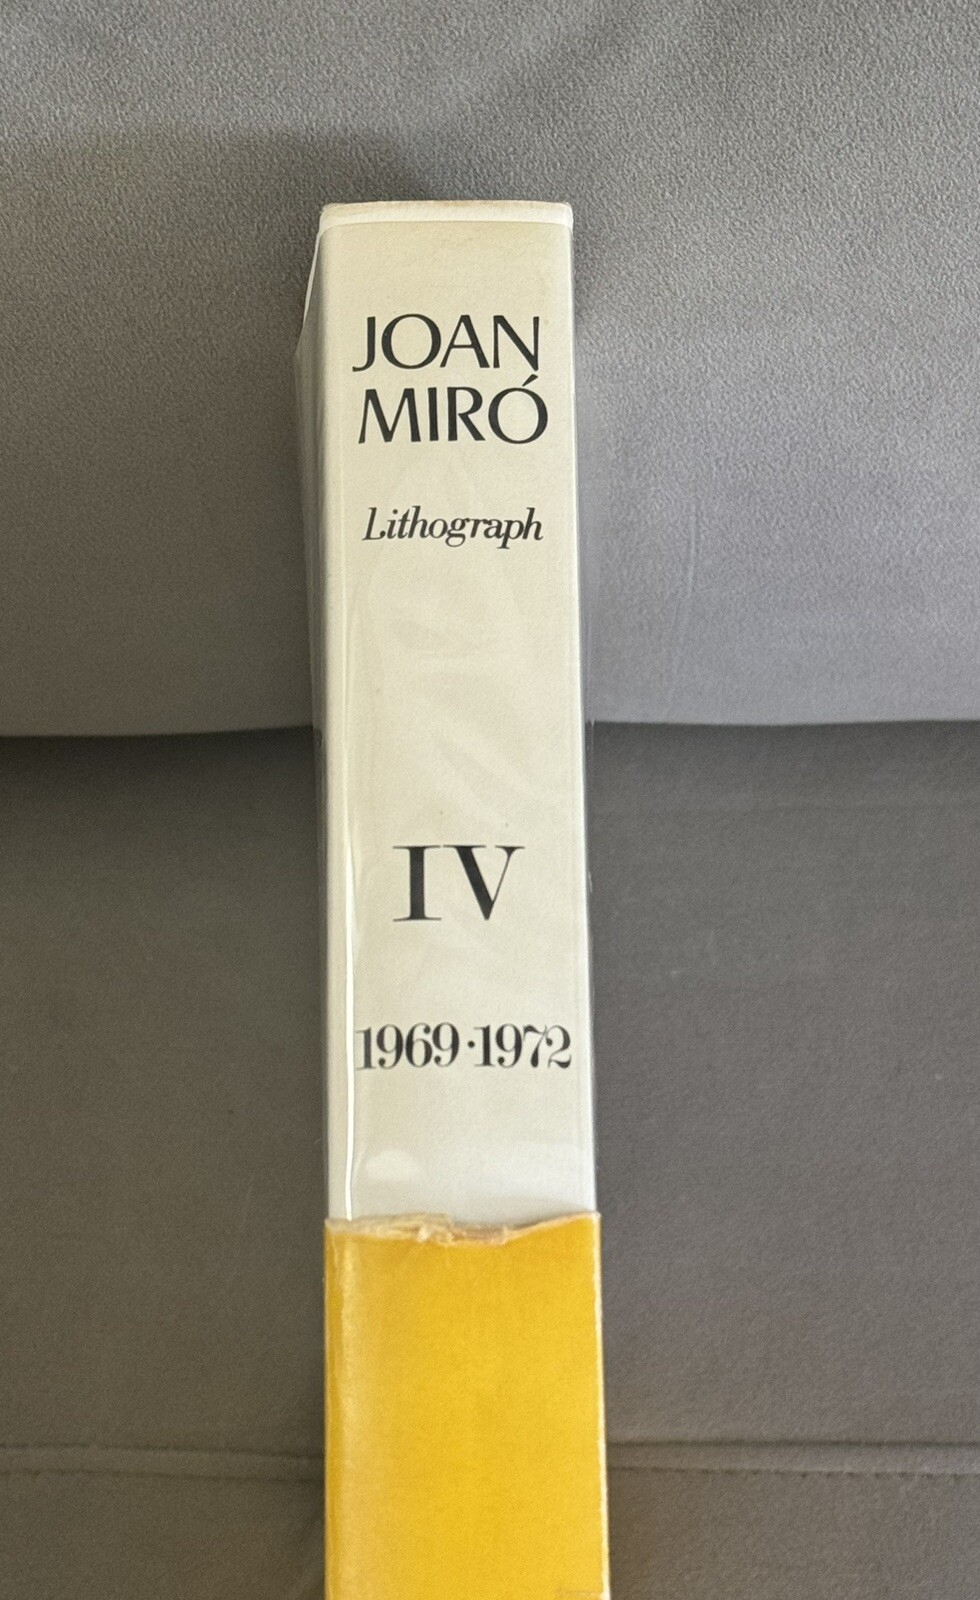 JOAN
MIRÓ
Lithograph
IV
1969·1972